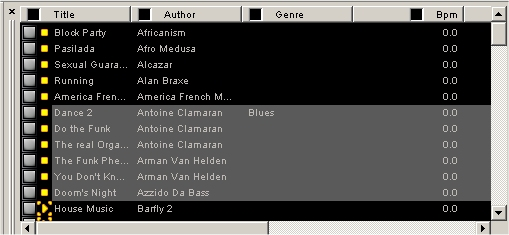 Title Author Genre Bpm
Block Party Africanism 0.0
Pasilada Afro Medusa 0.0
Sexual Guara... Alcazar 0.0
Running Alan Braxe 0.0
America Fren... America French M... 0.0
Dance 2 Antoine Clamaran Blues 0.0
Do the Funk Antoine Clamaran 0.0
The real Orga... Antoine Clamaran 0.0
The Funk Phe... Arman Van Helden 0.0
You Don't Kn... Arman Van Helden 0.0
Doom's Night Azzido Da Bass 0.0
House Music Barfly 2 0.0